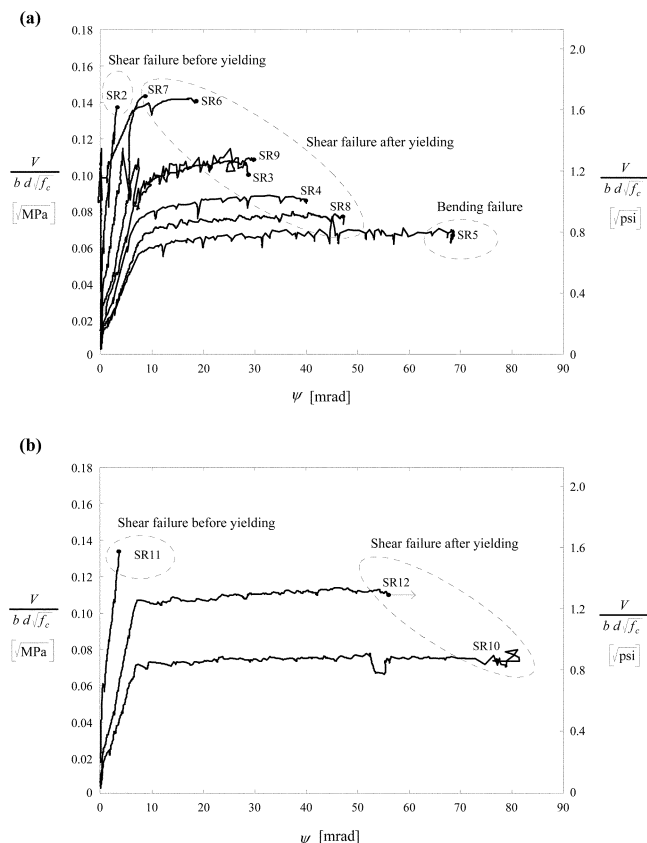 (a)
0.18
0.16
0.14
0.12
0.10
0.08
0.06
0.04
0.02
0
V
b d√f_c
[√MPa]
Shear failure before yielding
SR2
SR7
SR6
Shear failure after yielding
SR9
SR3
SR4
SR8
Bending failure
SR5
2.0
1.6
1.2
0.8
0.4
0
V
b d√f_c
[√psi]
0 10 20 30 40 50 60 70 80 90
ψ [mrad]
(b)
0.18
0.16
0.14
0.12
0.10
0.08
0.06
0.04
0.02
0
V
b d√f_c
[√MPa]
Shear failure before yielding
SR11
Shear failure after yielding
SR12
SR10
2.0
1.6
1.2
0.8
0.4
0
V
b d√f_c
[√psi]
0 10 20 30 40 50 60 70 80 90
ψ [mrad]